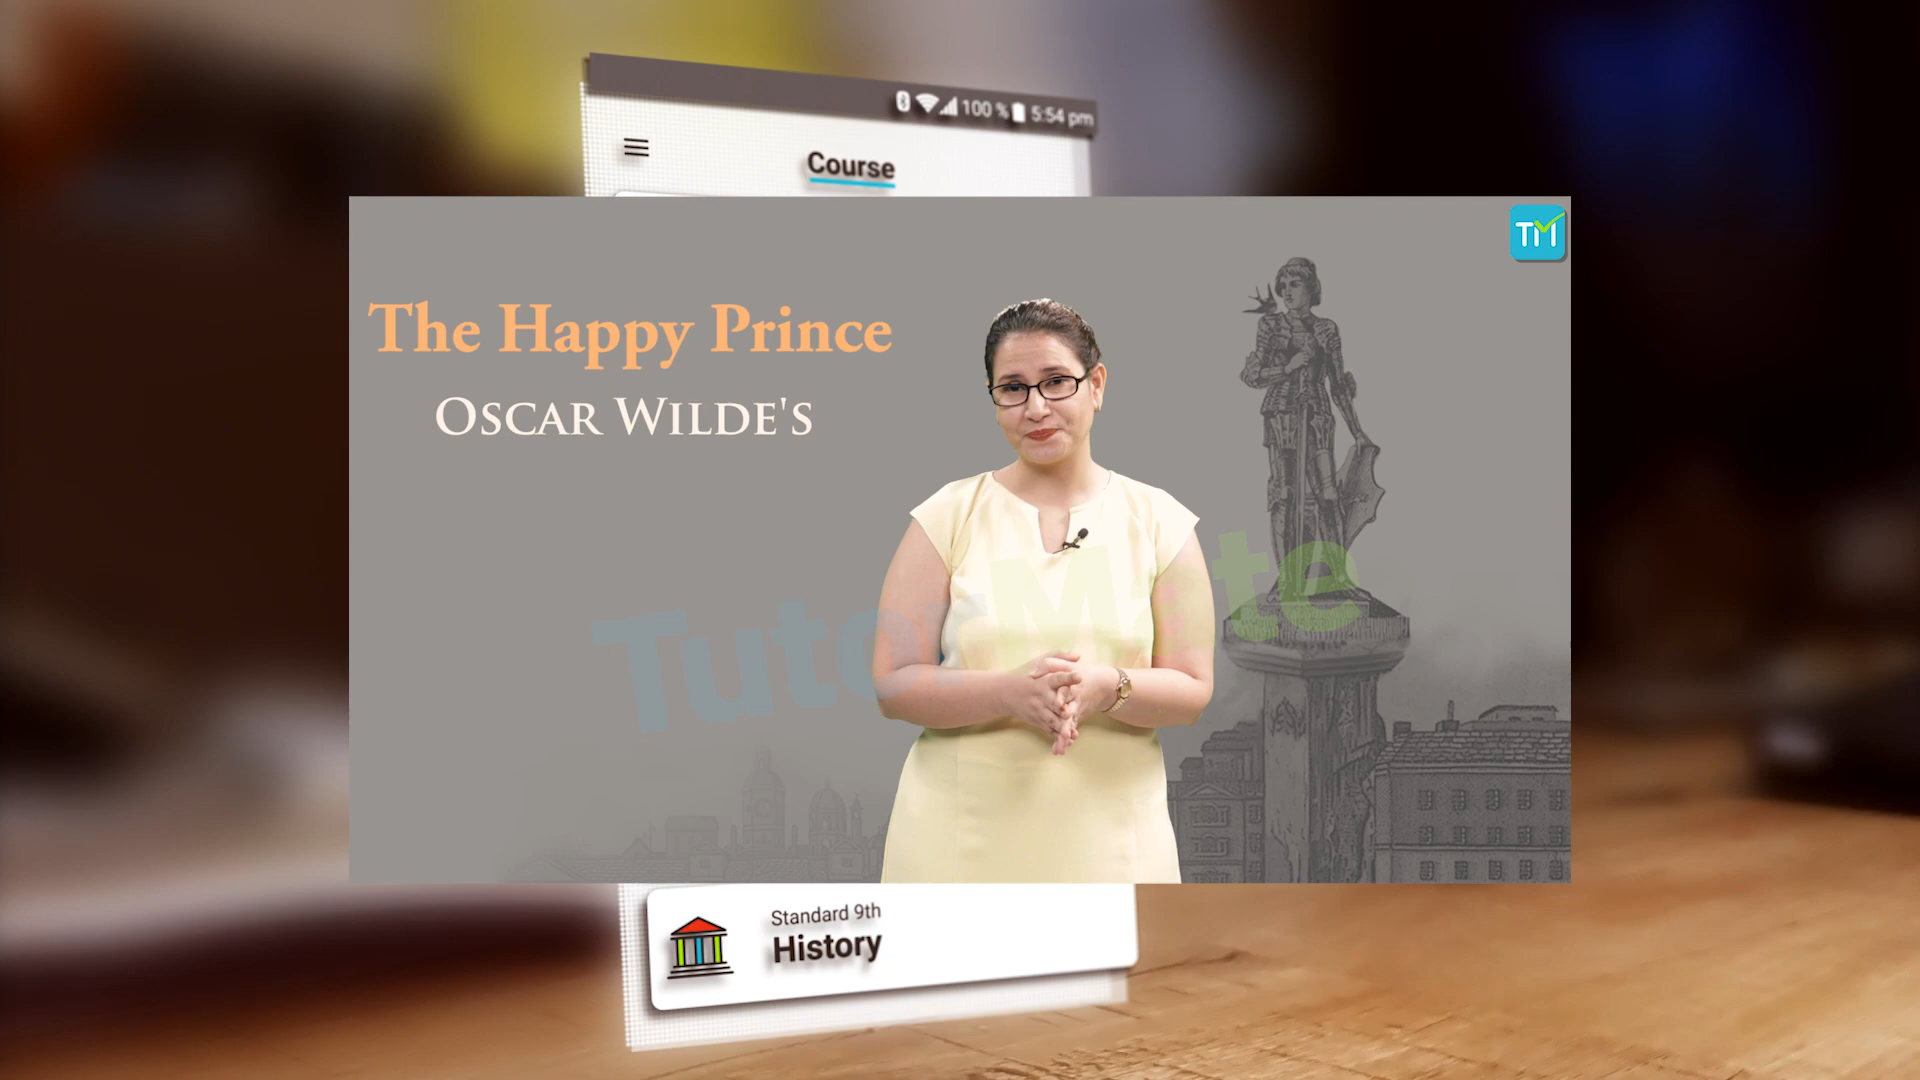 100 % 5:54 pm
Course
TM
The Happy Prince
OSCAR WILDE'S
TutorMate
Standard 9th
History